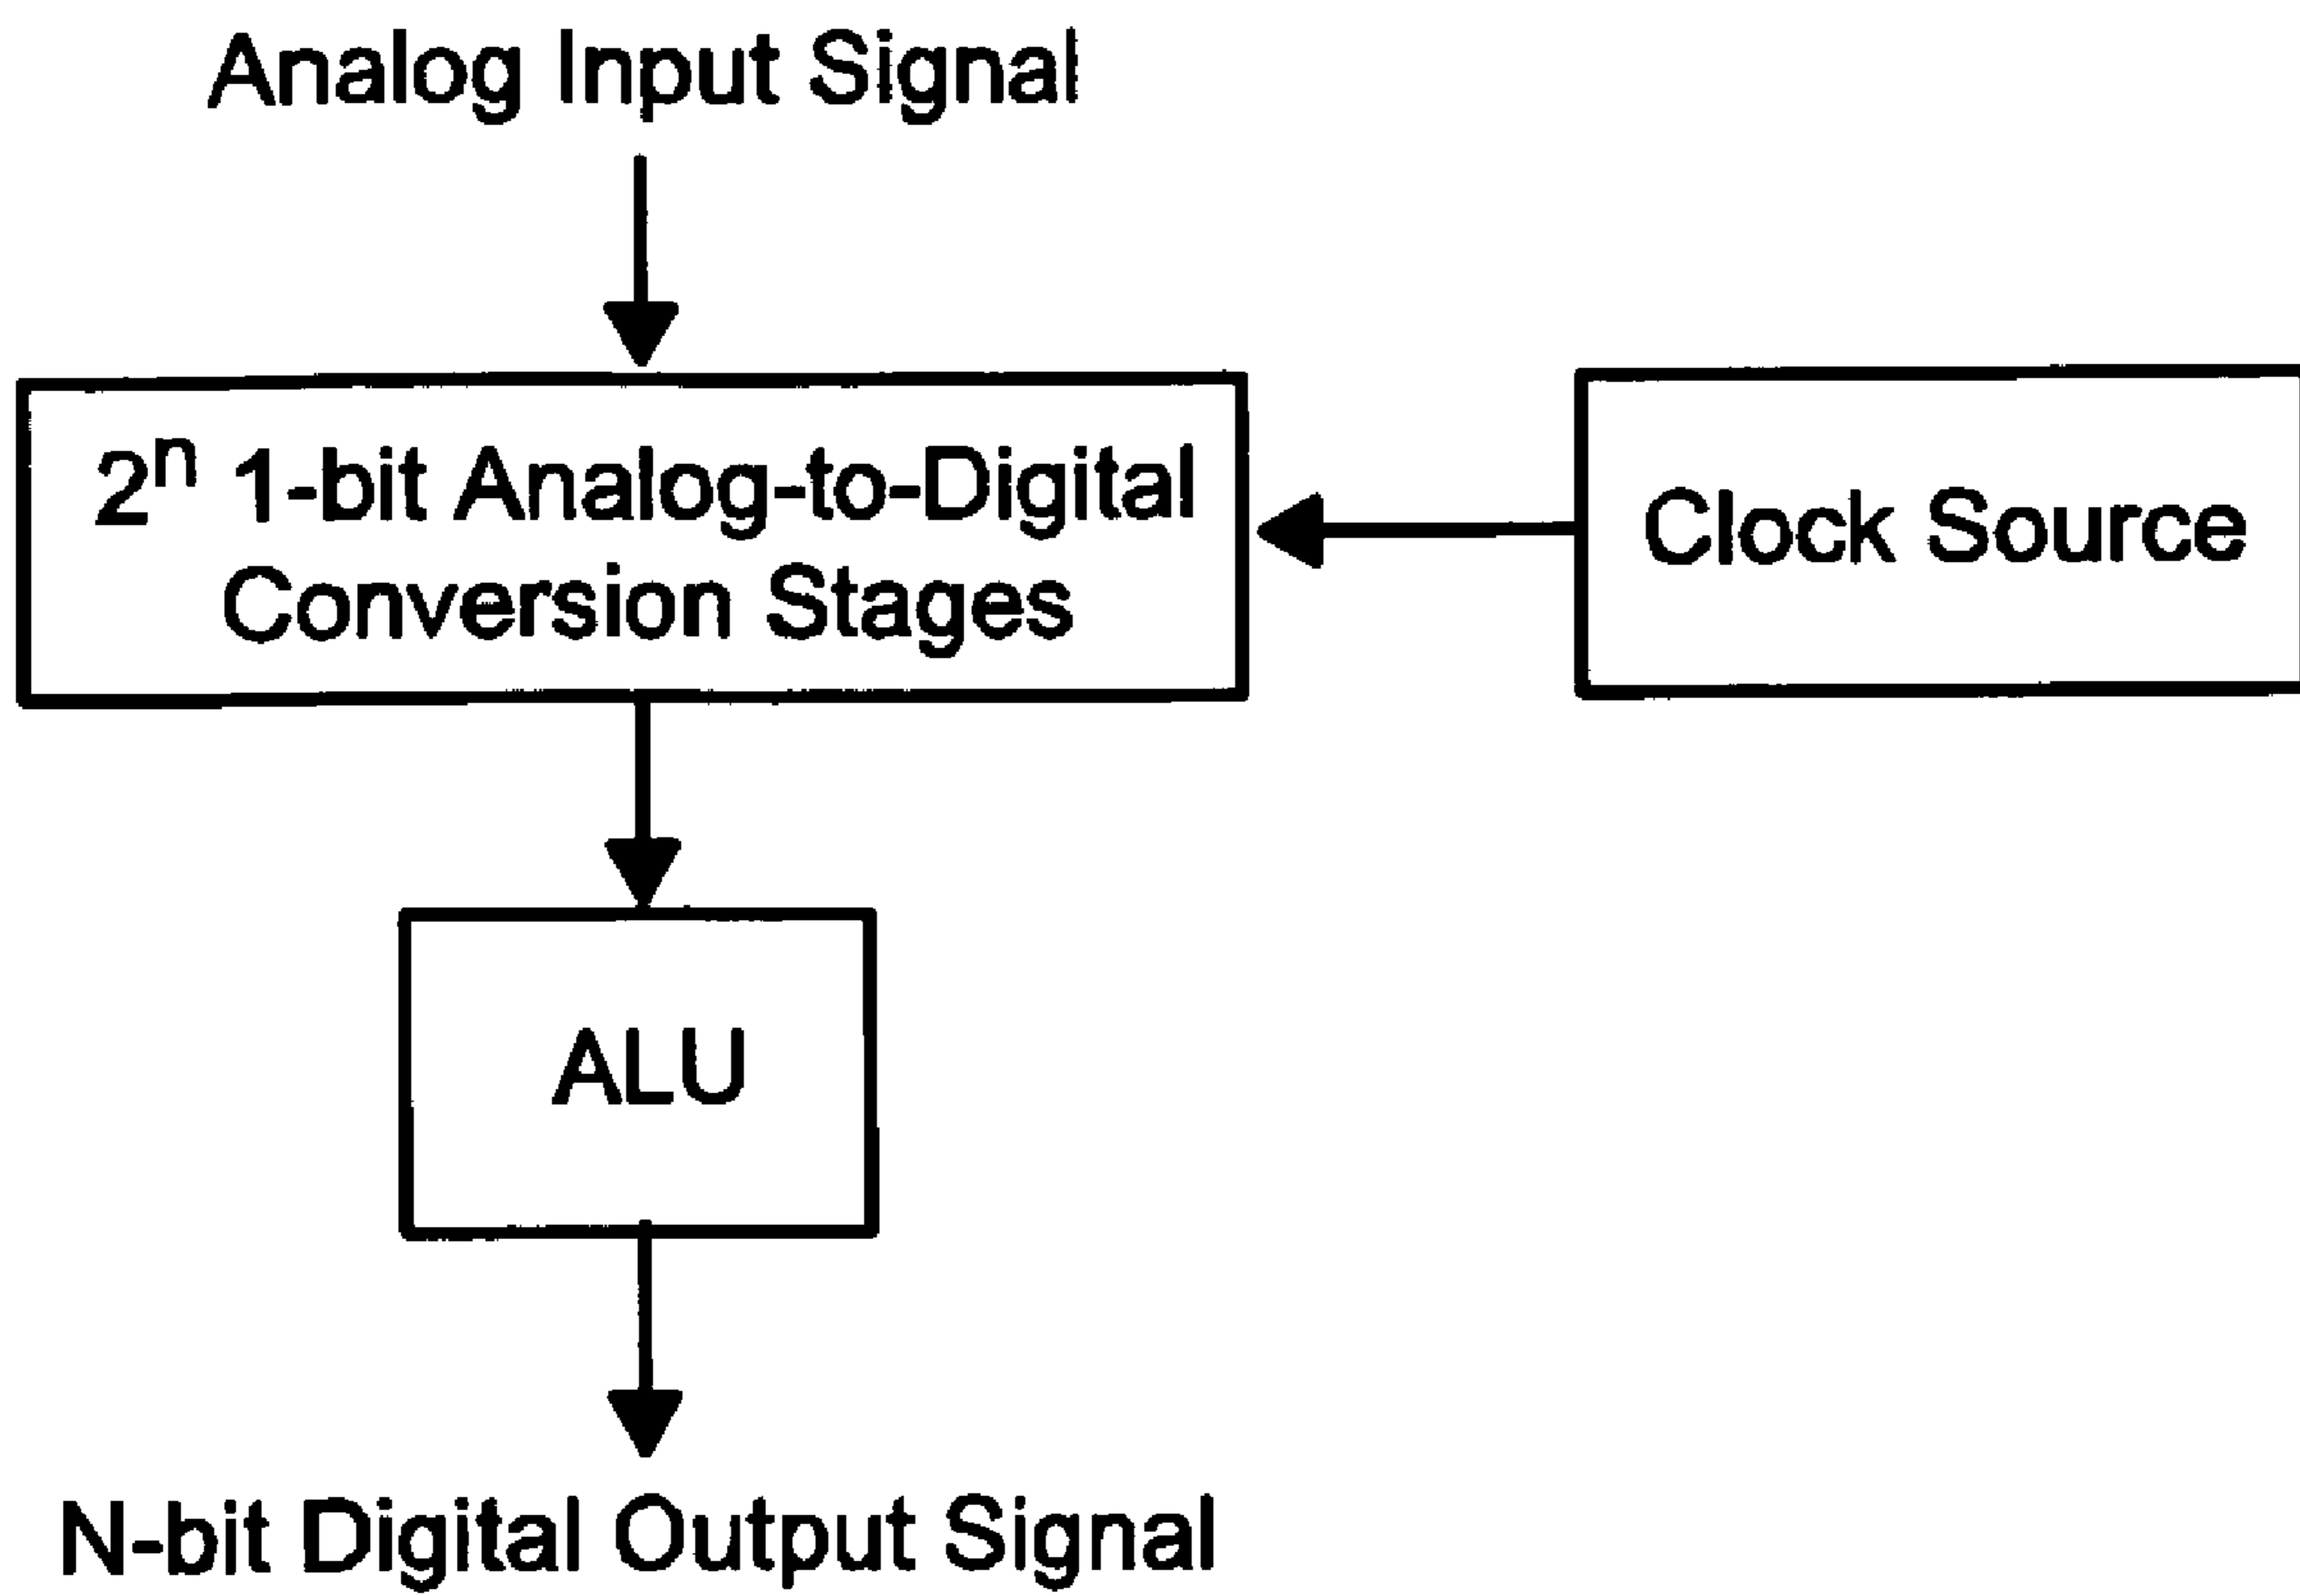 Analog Input Signal
2ⁿ 1-bit Analog-to-Digital
Conversion Stages
Clock Source
ALU
N-bit Digital Output Signal